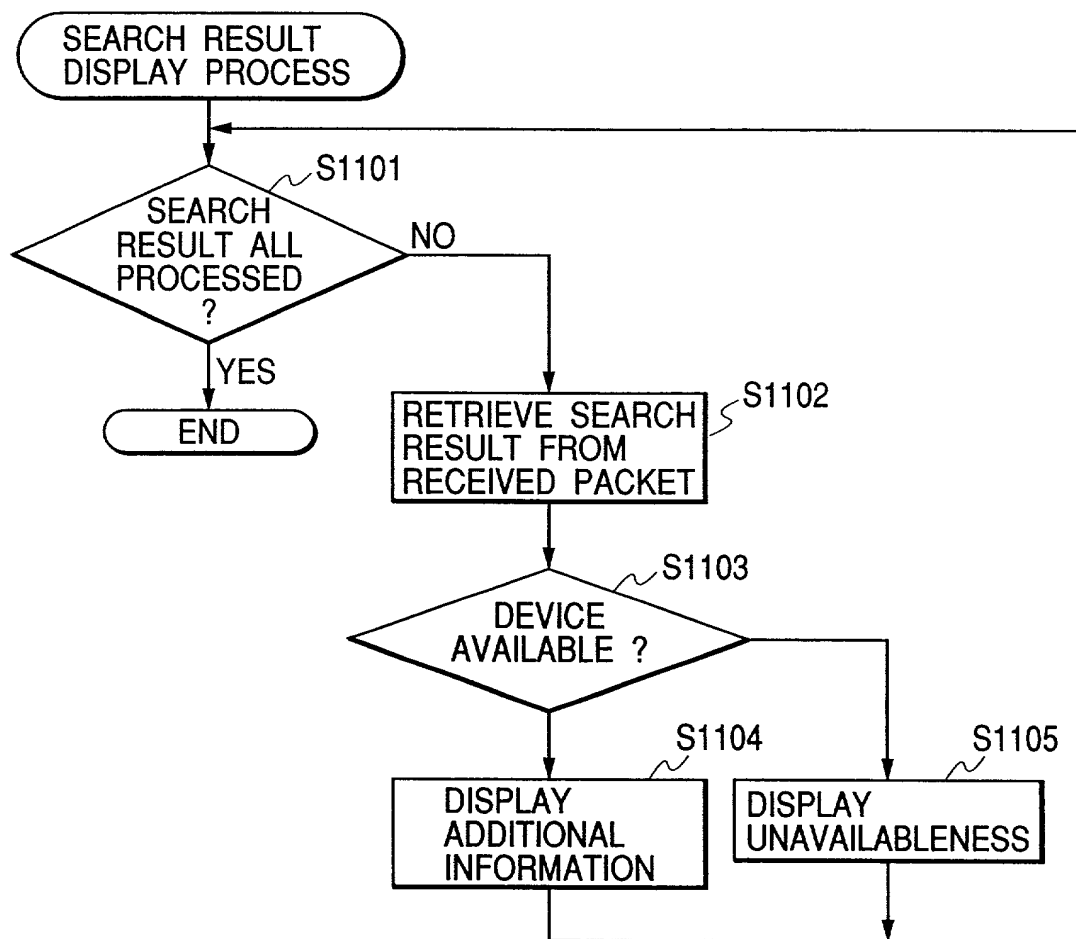 SEARCH RESULT
DISPLAY PROCESS
S1101
SEARCH
RESULT ALL
PROCESSED
?
NO
YES
END
S1102
RETRIEVE SEARCH
RESULT FROM
RECEIVED PACKET
S1103
DEVICE
AVAILABLE ?
S1104
DISPLAY
ADDITIONAL
INFORMATION
S1105
DISPLAY
UNAVAILABLENESS